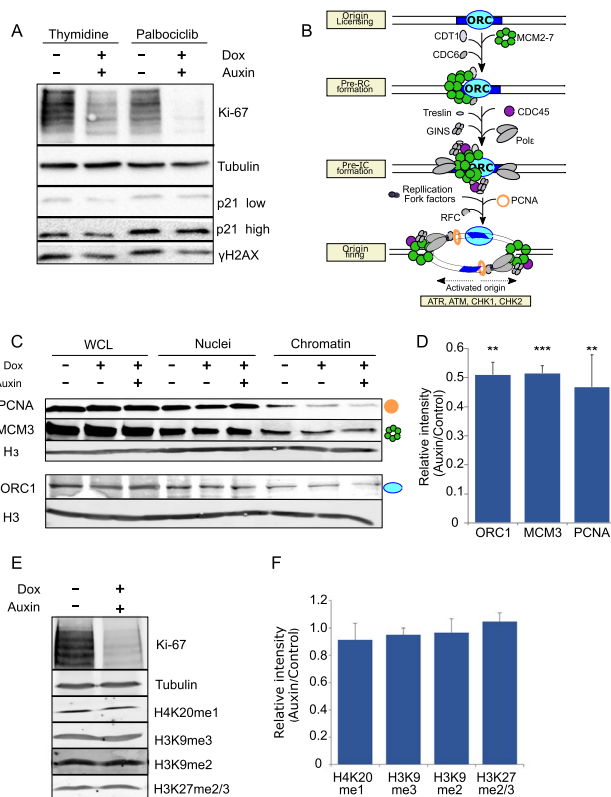 A
Thymidine Palbociclib
– + – + Dox
– + – + Auxin
Ki-67
Tubulin
p21 low
p21 high
γH2AX
B
Origin
Licensing
ORC
CDT1
MCM2-7
CDC6
Pre-RC
formation
ORC
Treslin
CDC45
GINS
Polε
Pre-IC
formation
ORC
Repllication
Fork factors
PCNA
RFC
Origin
firing
Activated origin
ATR, ATM, CHK1, CHK2
C
WCL Nuclei Chromatin
Dox – + + – + + – + +
Auxin – – + – – + – – +
PCNA
MCM3
H3
ORC1
H3
D
Relative intensity
(Auxin/Control)
0.6
0.5
0.4
0.3
0.2
0.1
0
** *** **
ORC1 MCM3 PCNA
E
Dox – +
Auxin – +
Ki-67
Tubulin
H4K20me1
H3K9me3
H3K9me2
H3K27me2/3
F
Relative intensity
(Auxin/Control)
1.2
1.0
0.8
0.6
0.4
0.2
0
H4K20 H3K9 H3K9 H3K27
me1 me3 me2 me2/3